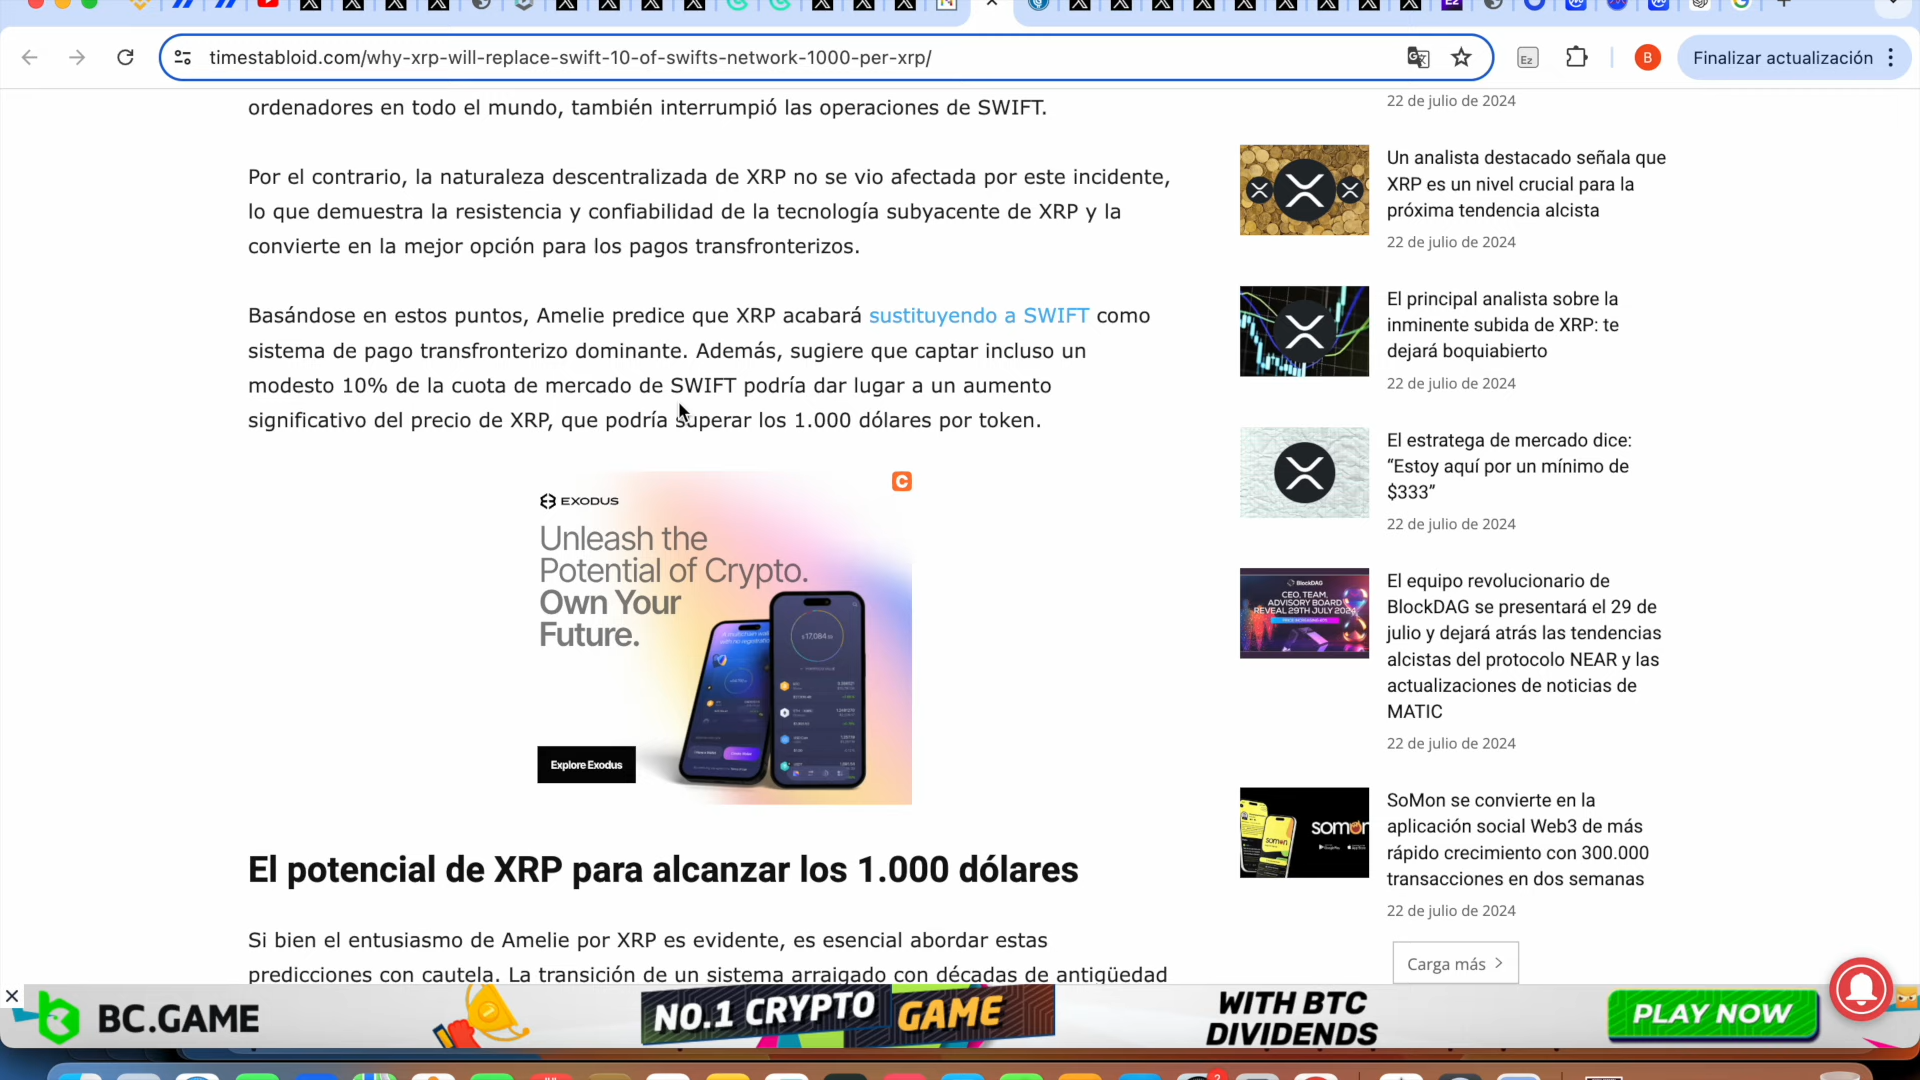 timestabloid.com/why-xrp-will-replace-swift-10-of-swifts-network-1000-per-xrp/
Ez
B
Finalizar actualización
ordenadores en todo el mundo, también interrumpió las operaciones de SWIFT.
Por el contrario, la naturaleza descentralizada de XRP no se vio afectada por este incidente,
lo que demuestra la resistencia y confiabilidad de la tecnología subyacente de XRP y la
convierte en la mejor opción para los pagos transfronterizos.
Basándose en estos puntos, Amelie predice que XRP acabará sustituyendo a SWIFT como
sistema de pago transfronterizo dominante. Además, sugiere que captar incluso un
modesto 10% de la cuota de mercado de SWIFT podría dar lugar a un aumento
significativo del precio de XRP, que podría superar los 1.000 dólares por token.
EXODUS
Unleash the
Potential of Crypto.
Own Your
Future.
Explore Exodus
El potencial de XRP para alcanzar los 1.000 dólares
Si bien el entusiasmo de Amelie por XRP es evidente, es esencial abordar estas
predicciones con cautela. La transición de un sistema arraigado con décadas de antigüedad
22 de julio de 2024
Un analista destacado señala que
XRP es un nivel crucial para la
próxima tendencia alcista
22 de julio de 2024
El principal analista sobre la
inminente subida de XRP: te
dejará boquiabierto
22 de julio de 2024
El estratega de mercado dice:
“Estoy aquí por un mínimo de
$333”
22 de julio de 2024
BlockDAG
CEO, TEAM,
ADVISORY BOARD
REVEAL 29TH JULY 2024
El equipo revolucionario de
BlockDAG se presentará el 29 de
julio y dejará atrás las tendencias
alcistas del protocolo NEAR y las
actualizaciones de noticias de
MATIC
22 de julio de 2024
somon
SoMon se convierte en la
aplicación social Web3 de más
rápido crecimiento con 300.000
transacciones en dos semanas
22 de julio de 2024
Carga más
BC.GAME
NO.1 CRYPTO GAME
WITH BTC
DIVIDENDS
PLAY NOW